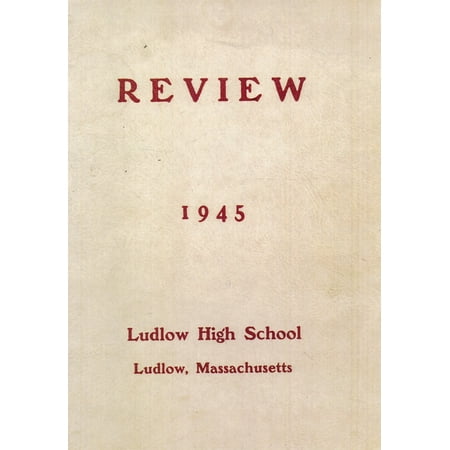 REVIEW
1945
Ludlow High School
Ludlow, Massachusetts